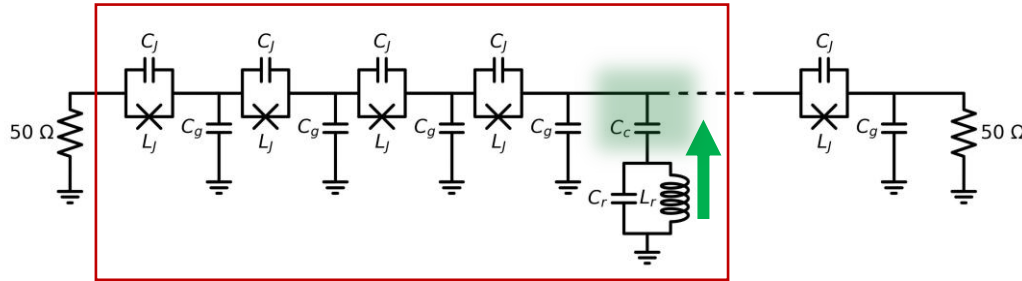 C_J C_J C_J C_J C_J
50 Ω L_J C_g L_J C_g L_J C_g L_J C_g C_c L_J C_g 50 Ω
C_r L_r